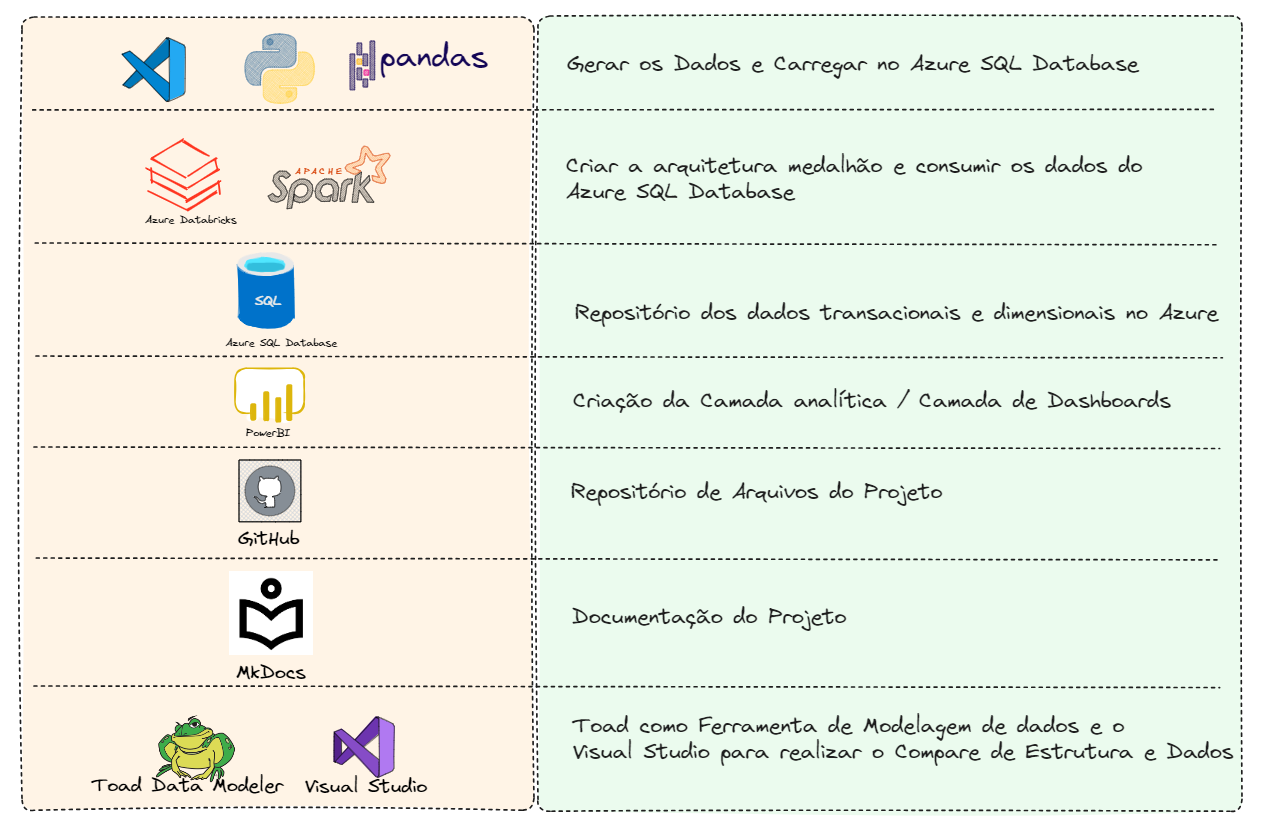 pandas
Gerar os Dados e Carregar no Azure SQL Database
APACHE
Spark
Azure Databricks
Criar a arquitetura medalhão e consumir os dados do
Azure SQL Database
SQL
Azure SQL Database
Repositório dos dados transacionais e dimensionais no Azure
PowerBI
Criação da Camada analítica / Camada de Dashboards
GitHub
Repositório de Arquivos do Projeto
MkDocs
Documentação do Projeto
Toad Data Modeler
Visual Studio
Toad como Ferramenta de Modelagem de dados e o
Visual Studio para realizar o Compare de Estrutura e Dados